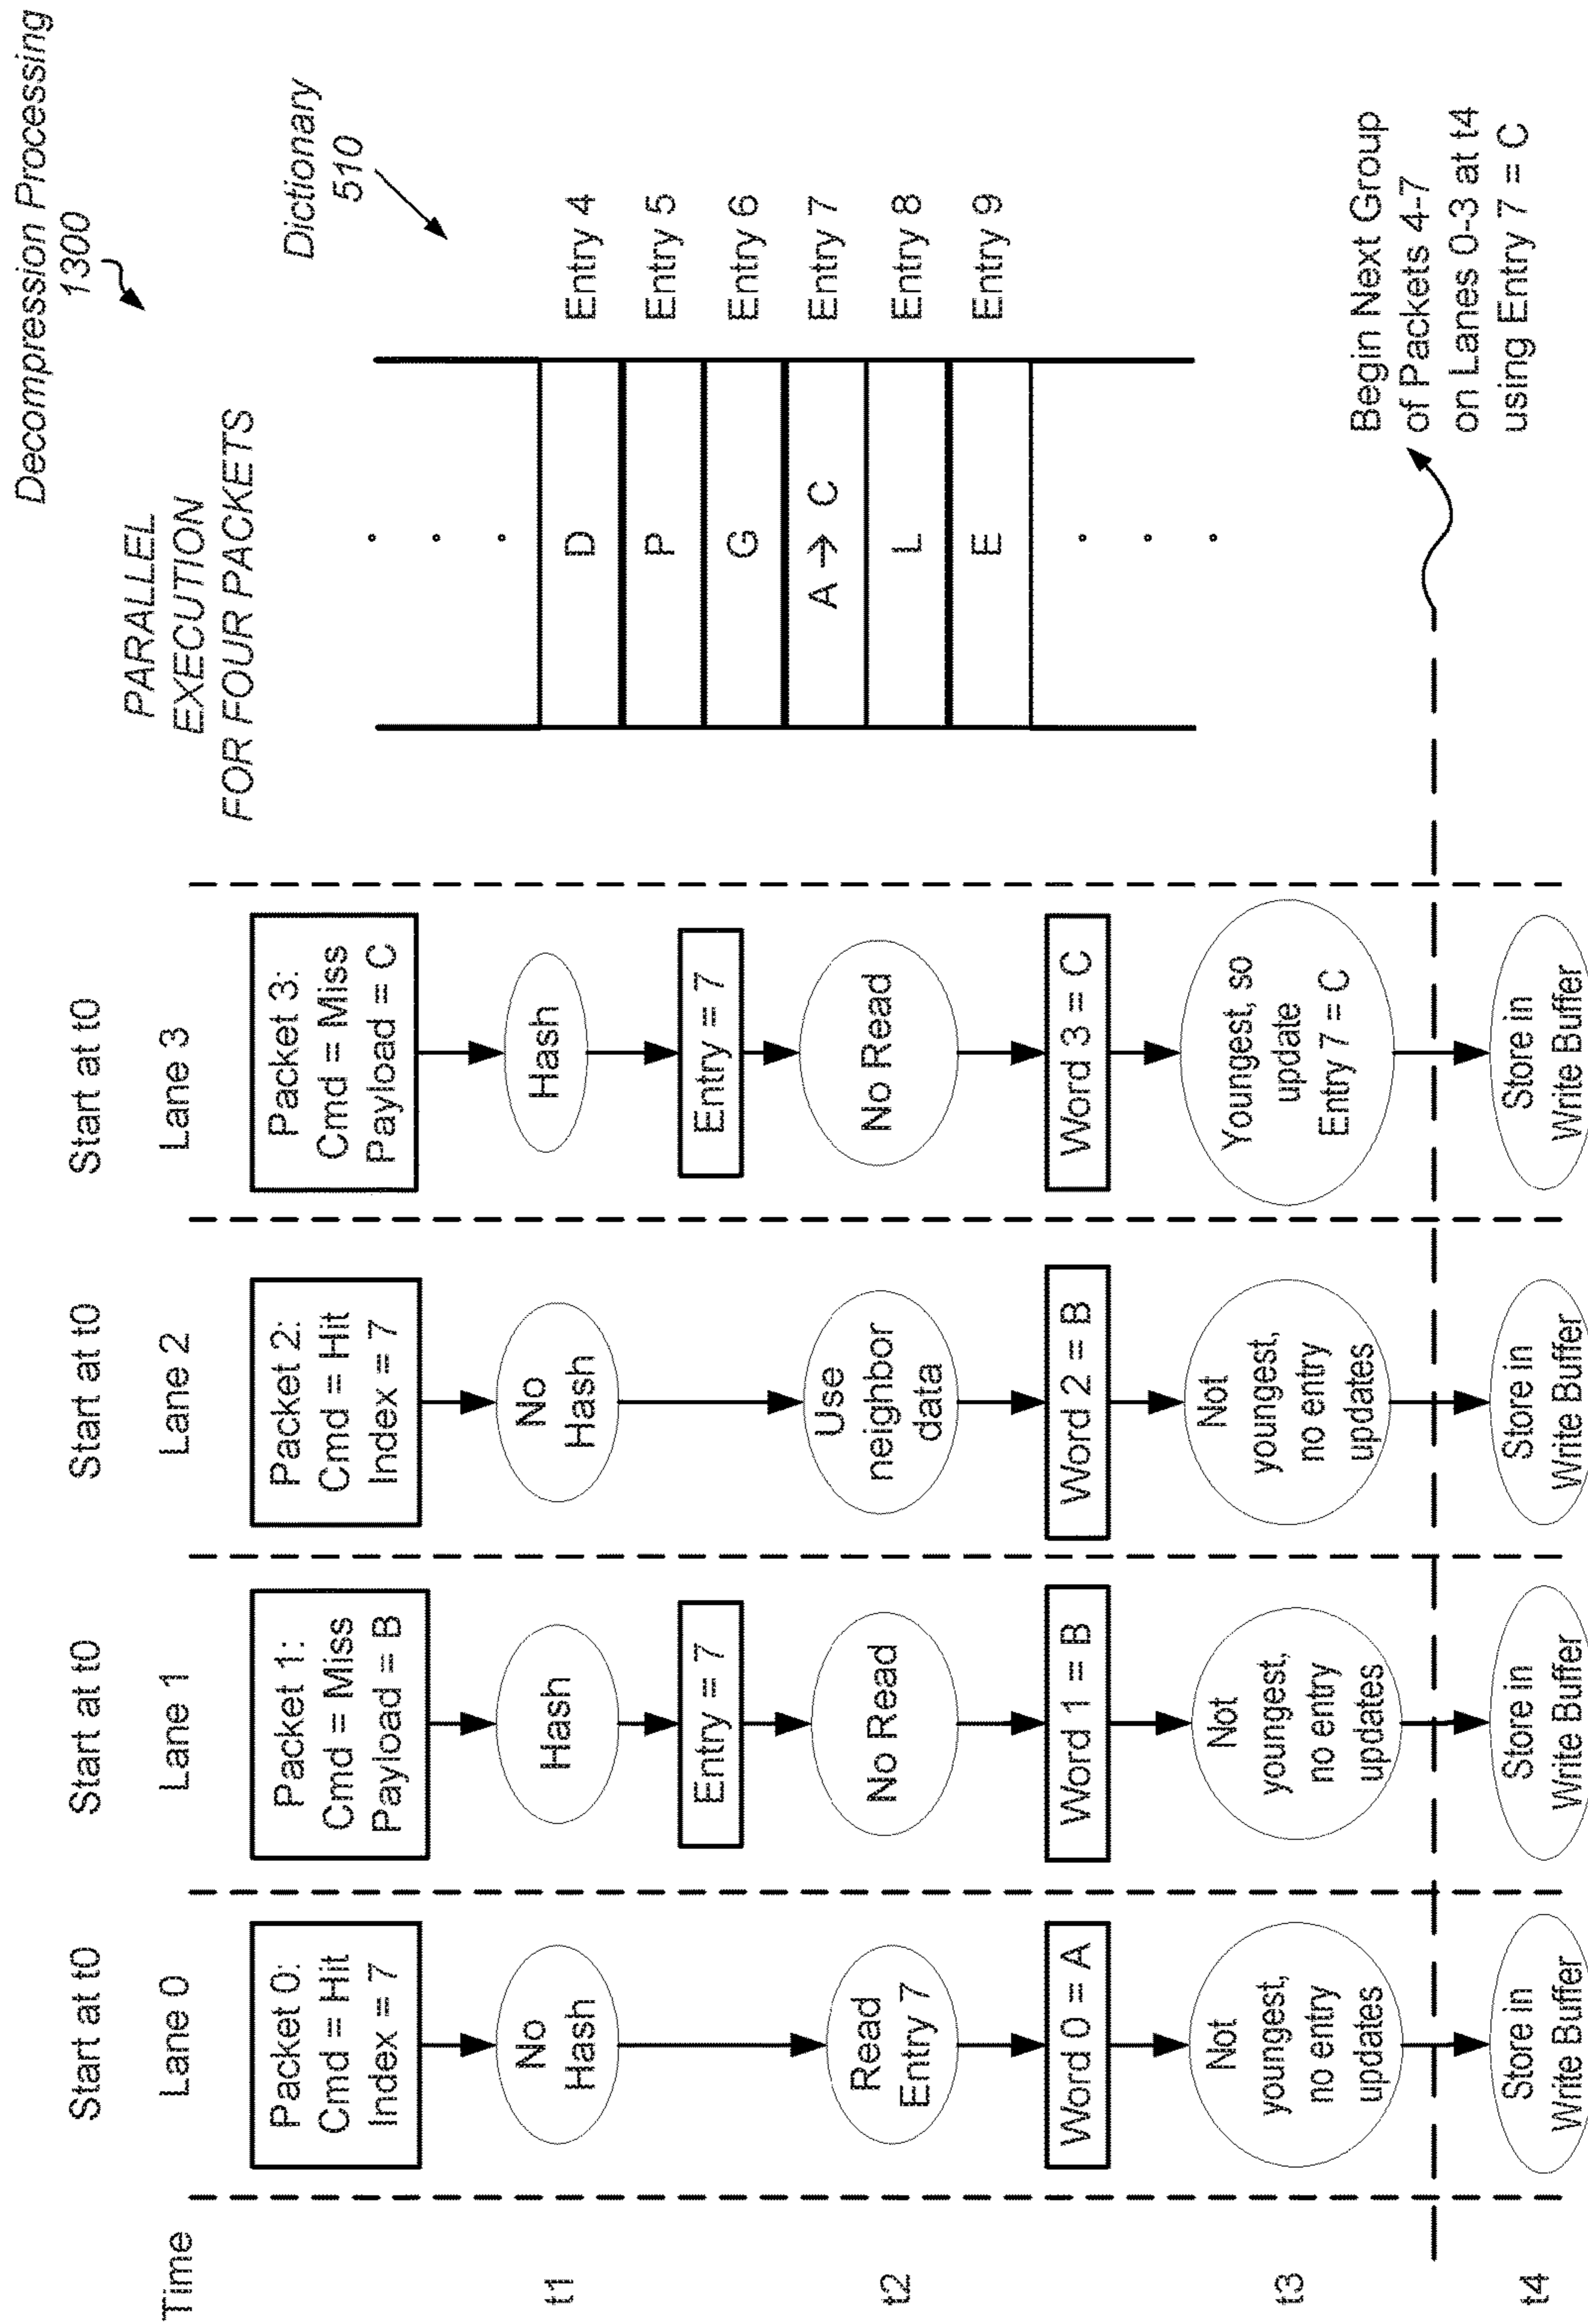 Decompression Processing
1300
PARALLEL
EXECUTION
FOR FOUR PACKETS
Dictionary
510
Time
Start at t0
Start at t0
Start at t0
Start at t0
Lane 0
Lane 1
Lane 2
Lane 3
Packet 0:
Cmd = Hit
Index = 7
Packet 1:
Cmd = Miss
Payload = B
Packet 2:
Cmd = Hit
Index = 7
Packet 3:
Cmd = Miss
Payload = C
t1
No
Hash
Hash
No
Hash
Hash
Entry = 7
Entry = 7
t2
Read
Entry 7
No Read
Use
neighbor
data
No Read
Word 0 = A
Word 1 = B
Word 2 = B
Word 3 = C
t3
Not
youngest,
no entry
updates
Not
youngest,
no entry
updates
Not
youngest,
no entry
updates
Youngest, so
update
Entry 7 = C
t4
Store in
Write Buffer
Store in
Write Buffer
Store in
Write Buffer
Store in
Write Buffer
D
Entry 4
P
Entry 5
G
Entry 6
A → C
Entry 7
L
Entry 8
E
Entry 9
Begin Next Group
of Packets 4-7
on Lanes 0-3 at t4
using Entry 7 = C